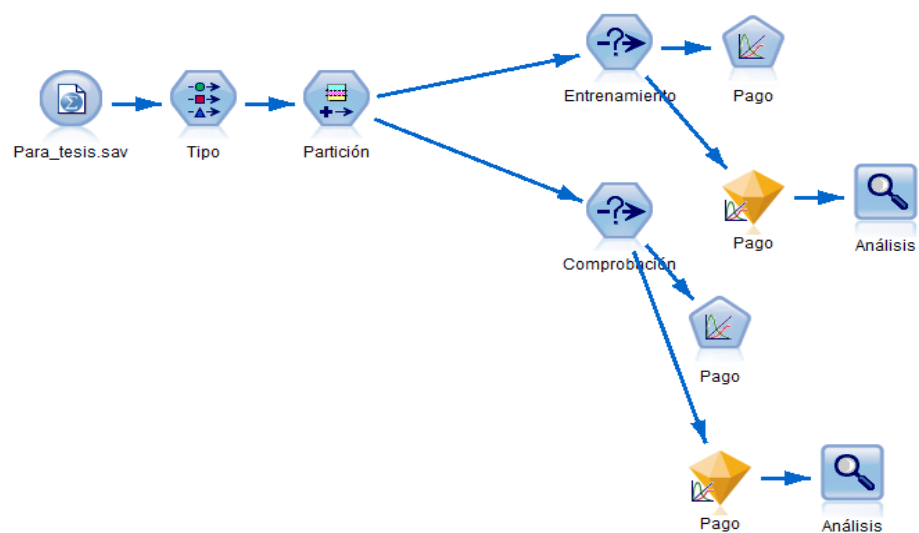 Para_tesis.sav
Tipo
Partición
Entrenamiento
Pago
Pago
Análisis
Comprobación
Pago
Pago
Análisis